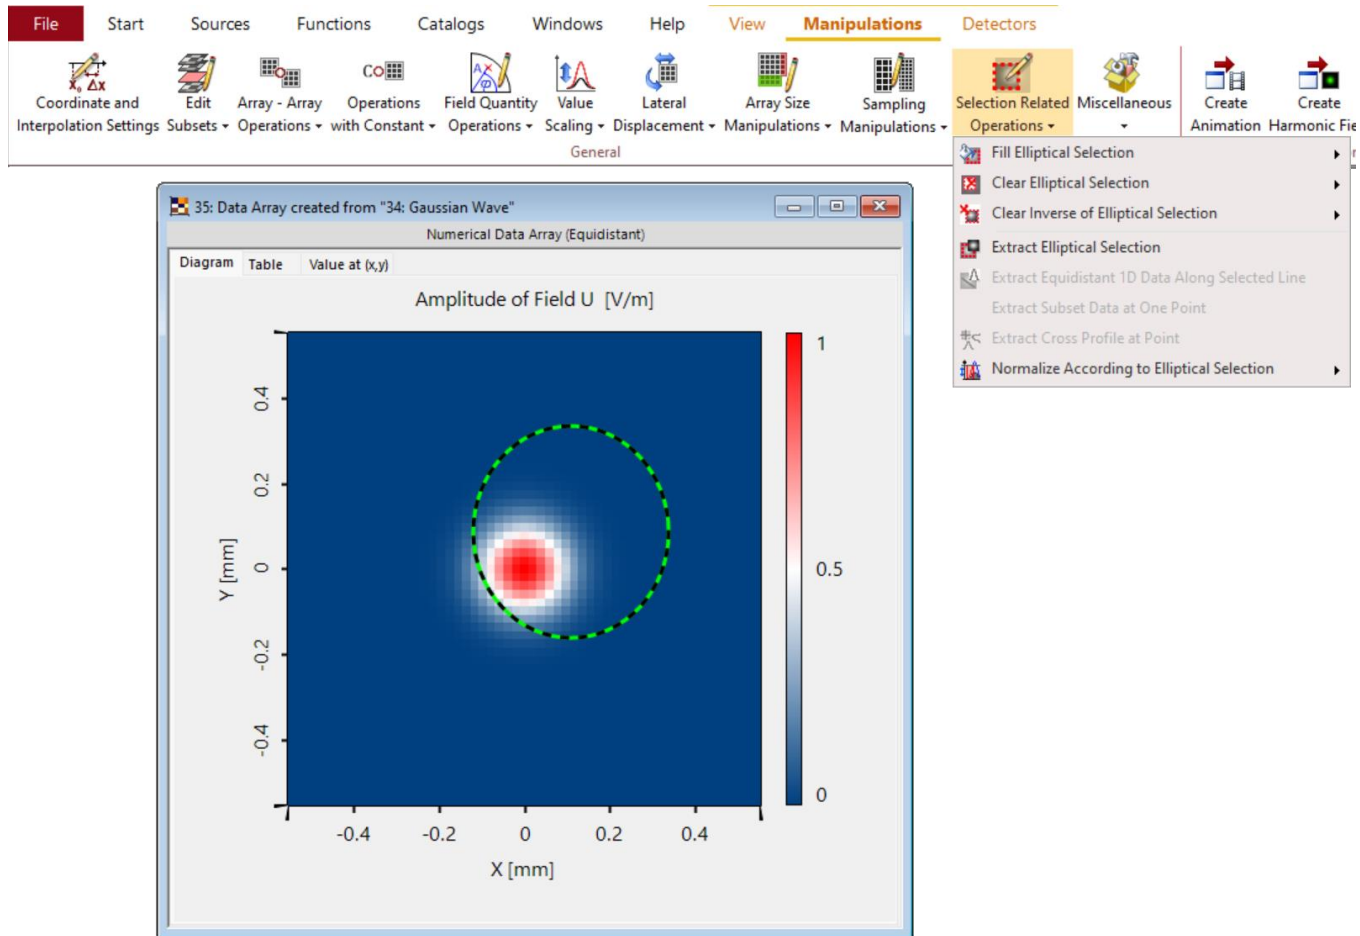 File Start Sources Functions Catalogs Windows Help View Manipulations Detectors
Coordinate and Interpolation Settings
Edit Subsets
Array - Array Operations
Operations with Constant
Field Quantity Operations
Value Scaling
Lateral Displacement
Array Size Manipulations
Sampling Manipulations
Selection Related Operations
Miscellaneous
Create Animation
Create Harmonic Fie
General
Fill Elliptical Selection
Clear Elliptical Selection
Clear Inverse of Elliptical Selection
Extract Elliptical Selection
Extract Equidistant 1D Data Along Selected Line
Extract Subset Data at One Point
Extract Cross Profile at Point
Normalize According to Elliptical Selection
35: Data Array created from "34: Gaussian Wave"
Numerical Data Array (Equidistant)
Diagram Table Value at (x,y)
Amplitude of Field U [V/m]
1
0.5
0
0.4
0.2
0
-0.2
-0.4
Y [mm]
-0.4 -0.2 0 0.2 0.4
X [mm]